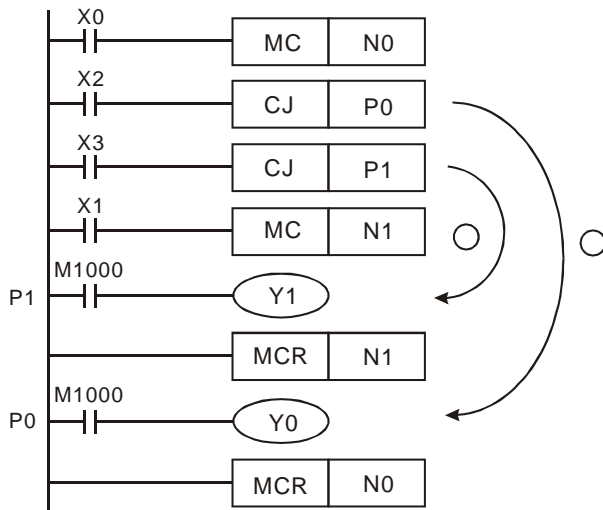 X0
MC N0
X2
CJ P0
X3
CJ P1
X1
MC N1
M1000
P1 Y1
MCR N1
M1000
P0 Y0
MCR N0